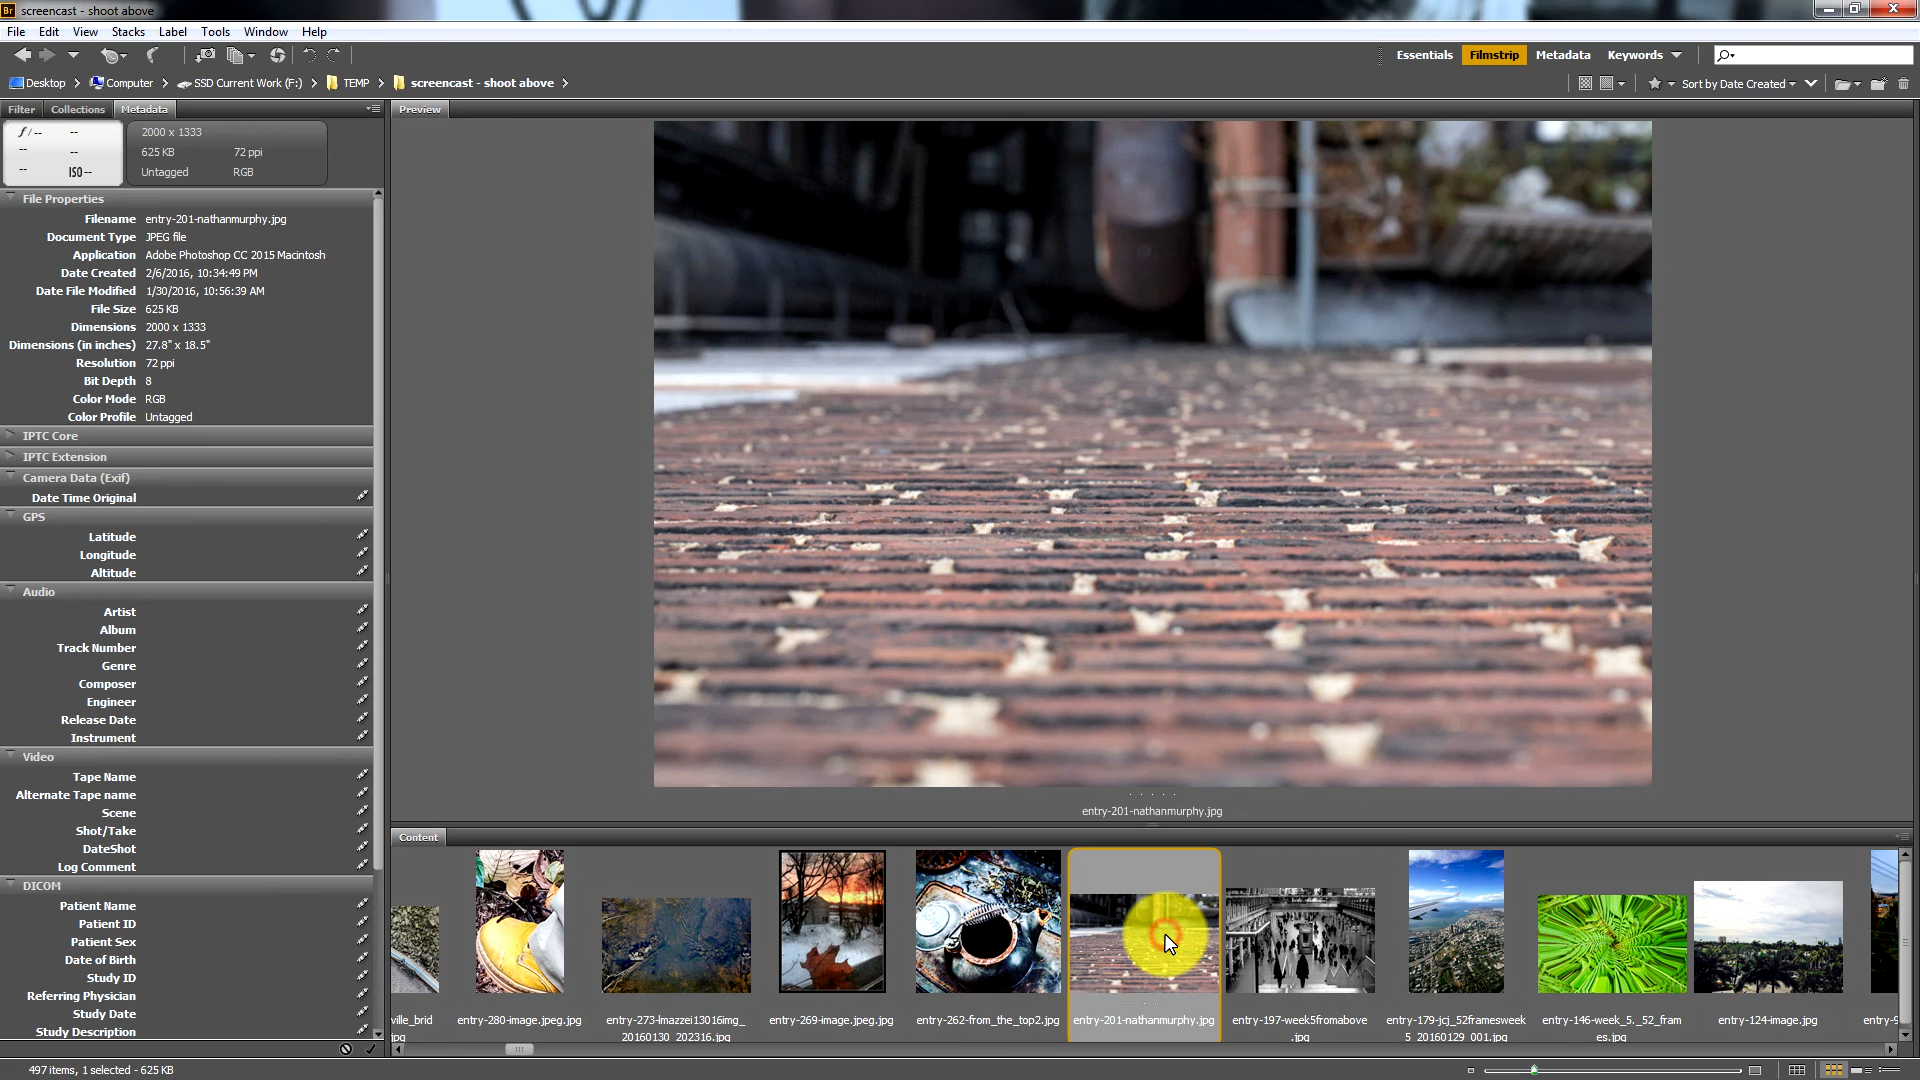 Br screencast - shoot above
File Edit View Stacks Label Tools Window Help
Essentials Filmstrip Metadata Keywords
Desktop Computer SSD Current Work (F:) TEMP screencast - shoot above
Sort by Date Created
Filter Collections Metadata
Preview
f/-- --
-- --
-- ISO--
2000 x 1333
625 KB 72 ppi
Untagged RGB
File Properties
Filename entry-201-nathanmurphy.jpg
Document Type JPEG file
Application Adobe Photoshop CC 2015 Macintosh
Date Created 2/6/2016, 10:34:49 PM
Date File Modified 1/30/2016, 10:56:39 AM
File Size 625 KB
Dimensions 2000 x 1333
Dimensions (in inches) 27.8" x 18.5"
Resolution 72 ppi
Bit Depth 8
Color Mode RGB
Color Profile Untagged
IPTC Core
IPTC Extension
Camera Data (Exif)
Date Time Original
GPS
Latitude
Longitude
Altitude
Audio
Artist
Album
Track Number
Genre
Composer
Engineer
Release Date
Instrument
Video
Tape Name
Alternate Tape name
Scene
Shot/Take
DateShot
Log Comment
DICOM
Patient Name
Patient ID
Patient Sex
Date of Birth
Study ID
Referring Physician
Study Date
Study Description
entry-201-nathanmurphy.jpg
Content
ville_brid
jpg
entry-280-image.jpeg.jpg
entry-273-lmazzei13016img_
20160130_202316.jpg
entry-269-image.jpeg.jpg
entry-262-from_the_top2.jpg
entry-201-nathanmurphy.jpg
entry-197-week5fromabove
.jpg
entry-179-jcj_52framesweek
5_20160129_001.jpg
entry-146-week_5._52_fram
es.jpg
entry-124-image.jpg
entry-9
497 items, 1 selected - 625 KB